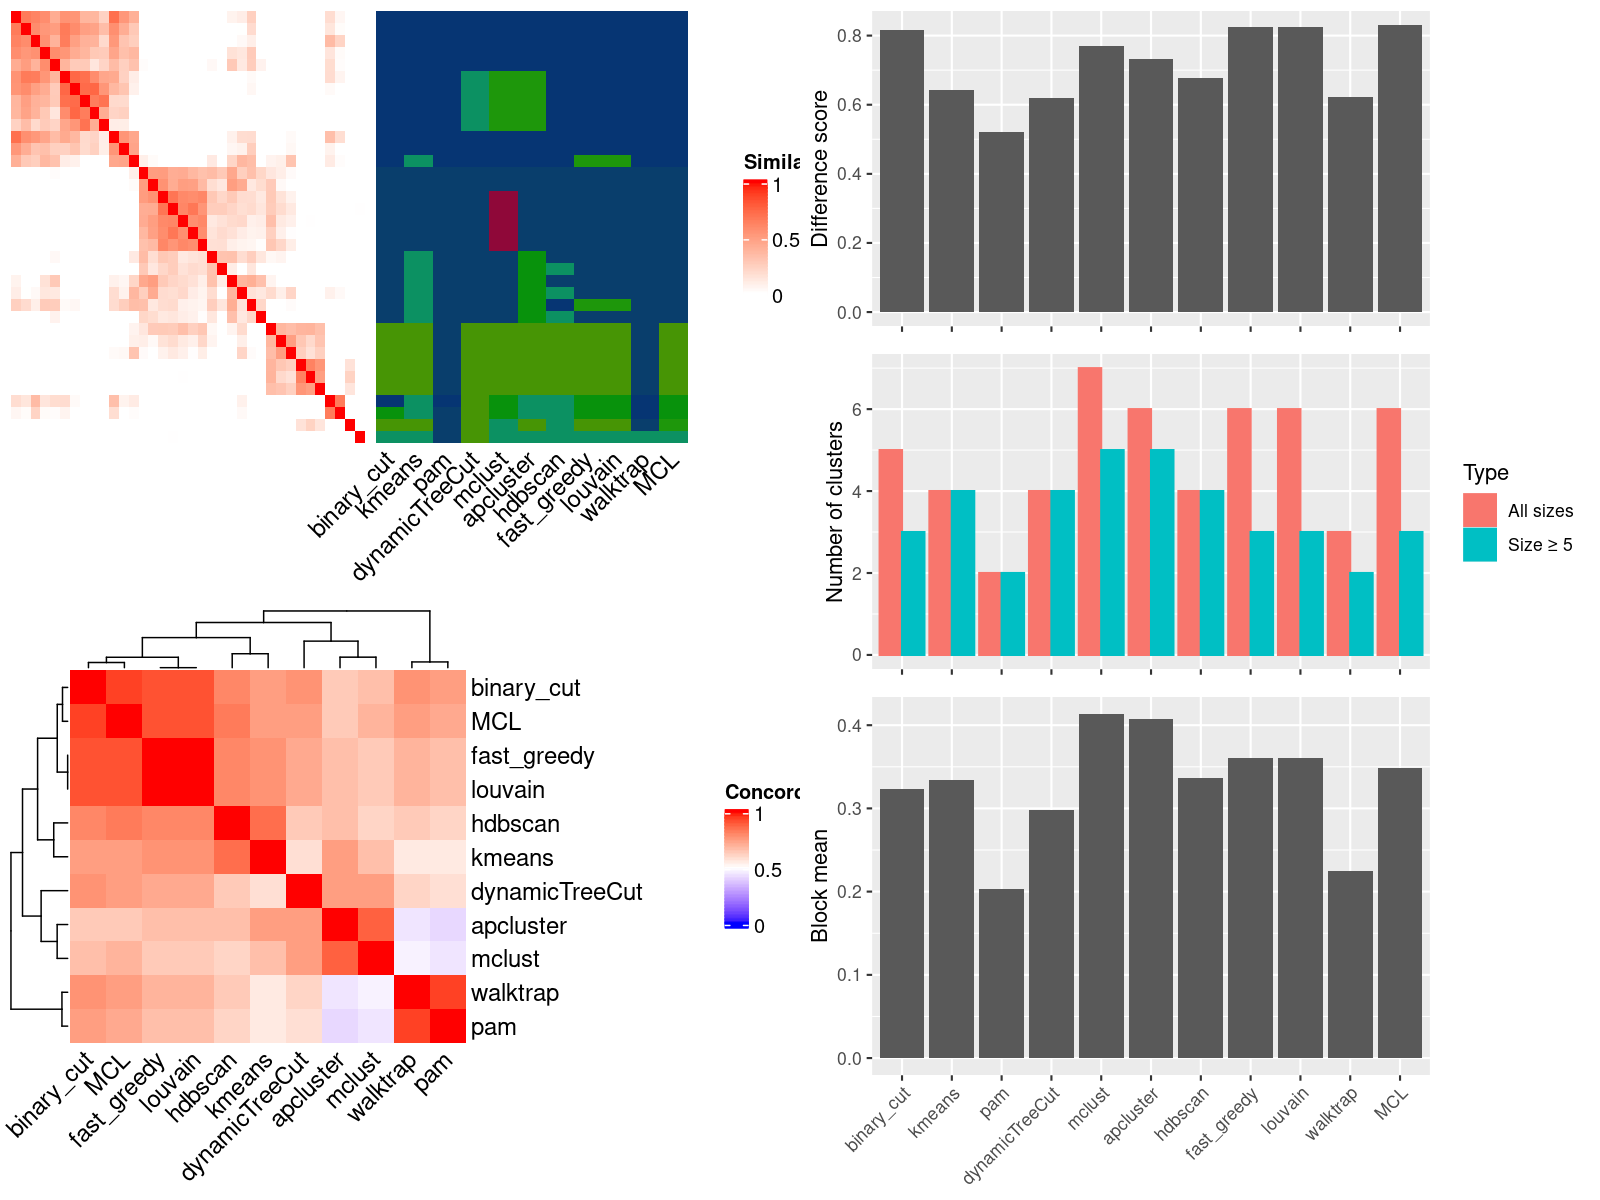 binary_cut
kmeans
pam
dynamicTreeCut
mclust
apcluster
hdbscan
fast_greedy
louvain
walktrap
MCL
Simila
1
0.5
0
binary_cut
MCL
fast_greedy
louvain
hdbscan
kmeans
dynamicTreeCut
apcluster
mclust
walktrap
pam
binary_cut
MCL
fast_greedy
louvain
hdbscan
kmeans
dynamicTreeCut
apcluster
mclust
walktrap
pam
Concord
1
0.5
0
Difference score
0.8
0.6
0.4
0.2
0.0
Number of clusters
6
4
2
0
Type
All sizes
Size ≥ 5
Block mean
0.4
0.3
0.2
0.1
0.0
binary_cut
kmeans
pam
dynamicTreeCut
mclust
apcluster
hdbscan
fast_greedy
louvain
walktrap
MCL